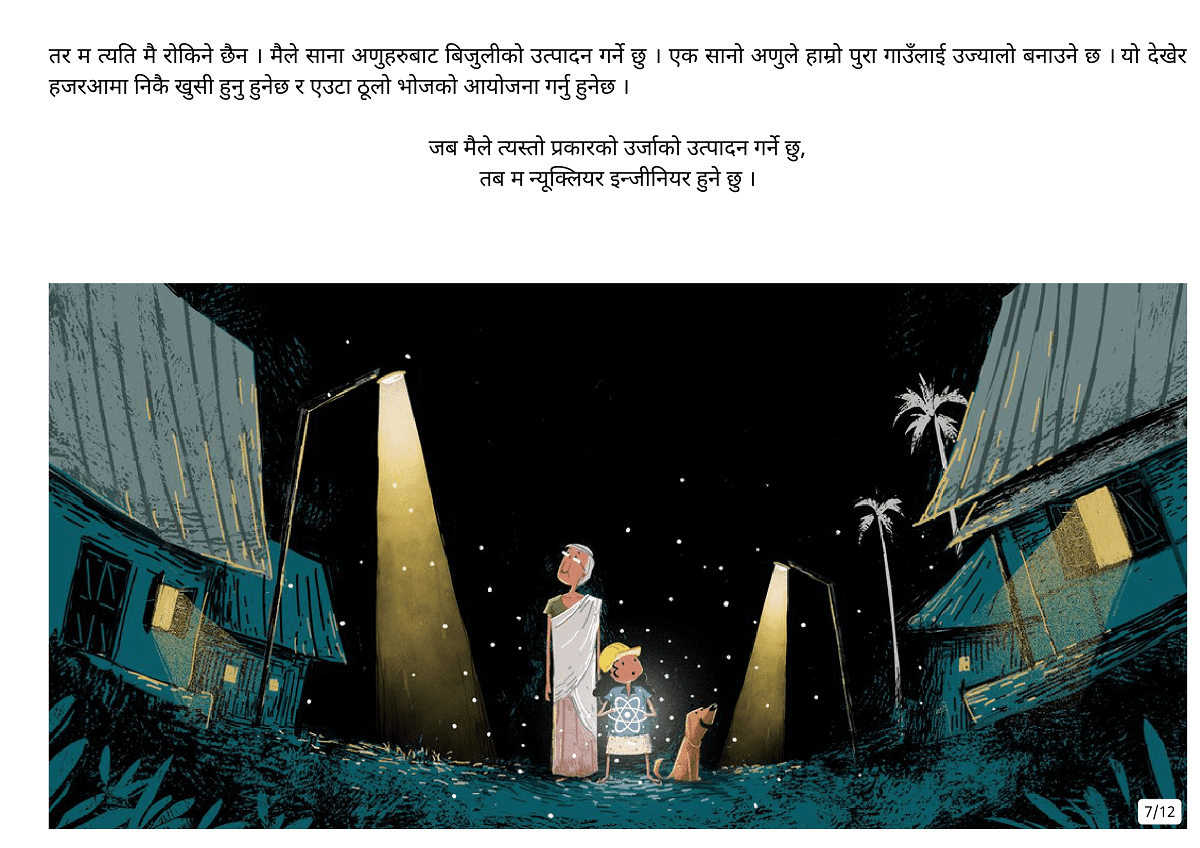 तर म त्यति मै रोकिने छैन । मैले साना अणुहरुबाट बिजुलीको उत्पादन गर्ने छु । एक सानो अणुले हाम्रो पुरा गाउँलाई उज्यालो बनाउने छ । यो देखेर
हजरआमा निकै खुसी हुनु हुनेछ र एउटा ठूलो भोजको आयोजना गर्नु हुनेछ ।
जब मैले त्यस्तो प्रकारको उर्जाको उत्पादन गर्ने छु,
तब म न्यूक्लियर इन्जीनियर हुने छु ।
7/12